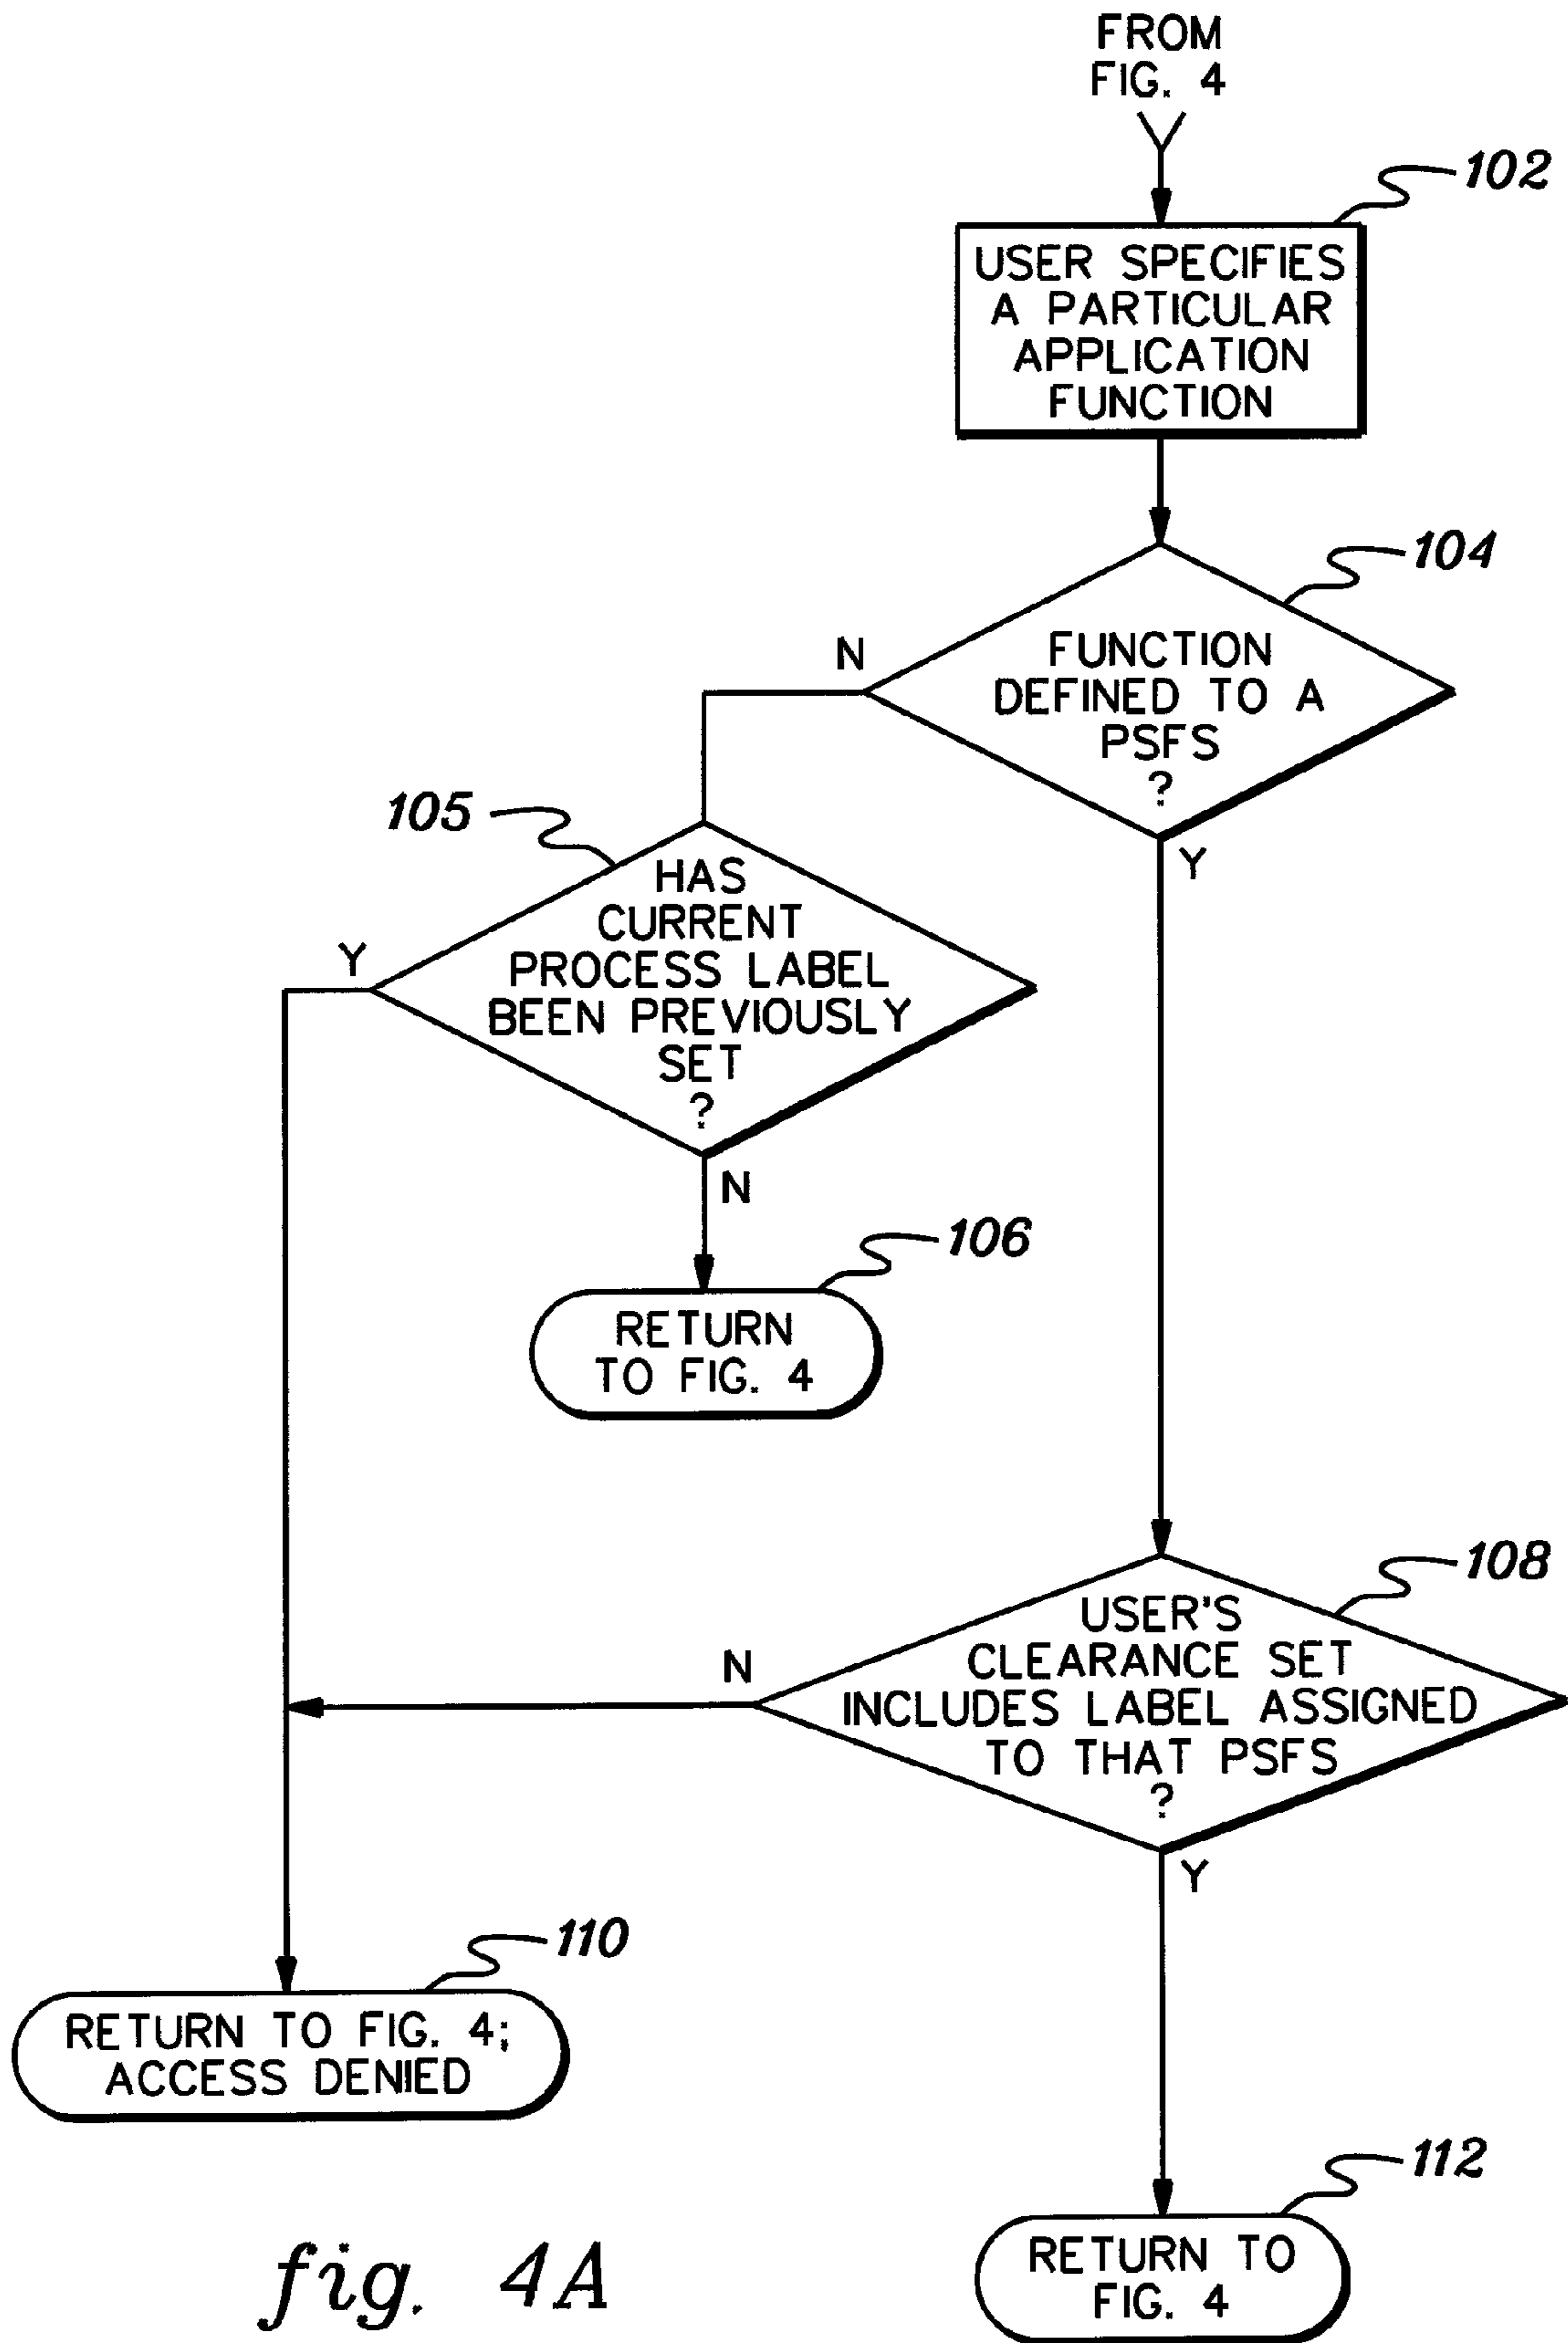 FROM
FIG. 4
102
USER SPECIFIES
A PARTICULAR
APPLICATION
FUNCTION
104
FUNCTION
DEFINED TO A
PSFS
?
N
Y
105
HAS
CURRENT
PROCESS LABEL
BEEN PREVIOUSLY
SET
?
Y
N
106
RETURN
TO FIG. 4
108
USER'S
CLEARANCE SET
INCLUDES LABEL ASSIGNED
TO THAT PSFS
?
N
Y
110
RETURN TO FIG. 4;
ACCESS DENIED
112
RETURN TO
FIG. 4
fig. 4A